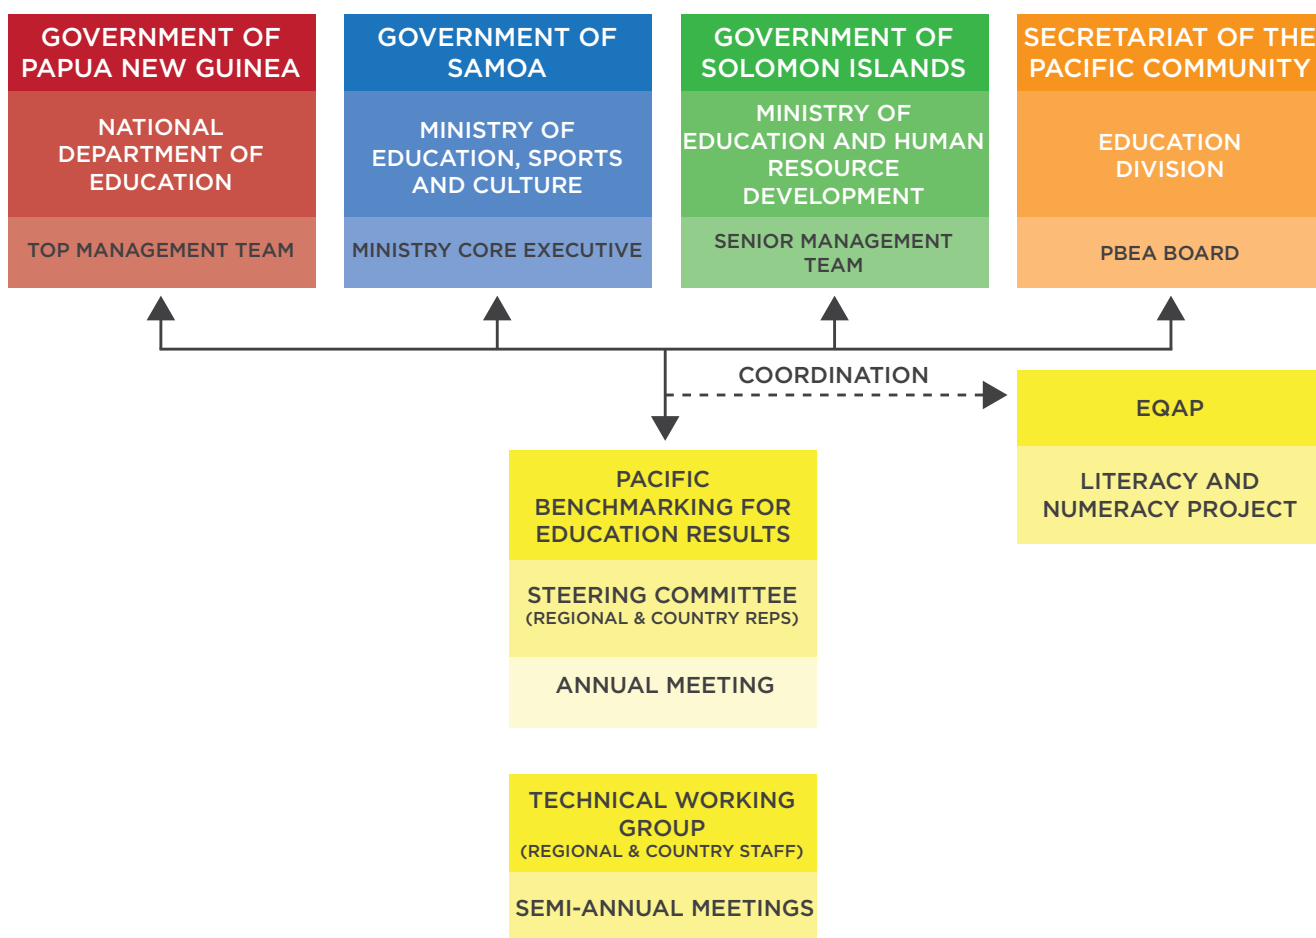 GOVERNMENT OF
PAPUA NEW GUINEA
NATIONAL
DEPARTMENT OF
EDUCATION
TOP MANAGEMENT TEAM
GOVERNMENT OF
SAMOA
MINISTRY OF
EDUCATION, SPORTS
AND CULTURE
MINISTRY CORE EXECUTIVE
GOVERNMENT OF
SOLOMON ISLANDS
MINISTRY OF
EDUCATION AND HUMAN
RESOURCE
DEVELOPMENT
SENIOR MANAGEMENT
TEAM
SECRETARIAT OF THE
PACIFIC COMMUNITY
EDUCATION
DIVISION
PBEA BOARD
COORDINATION
EQAP
LITERACY AND
NUMERACY PROJECT
PACIFIC
BENCHMARKING FOR
EDUCATION RESULTS
STEERING COMMITTEE
(REGIONAL & COUNTRY REPS)
ANNUAL MEETING
TECHNICAL WORKING
GROUP
(REGIONAL & COUNTRY STAFF)
SEMI-ANNUAL MEETINGS